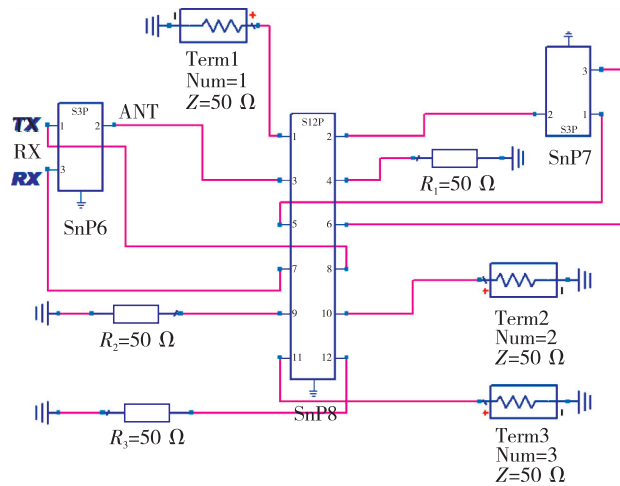 Term1
Num=1
Z=50 Ω
S3P
TX
1
2
ANT
RX
RX
3
SnP6
S12P
1
2
3
4
5
6
7
8
9
10
11
12
SnP8
3
2
1
S3P
SnP7
R1=50 Ω
R2=50 Ω
R3=50 Ω
Term2
Num=2
Z=50 Ω
Term3
Num=3
Z=50 Ω